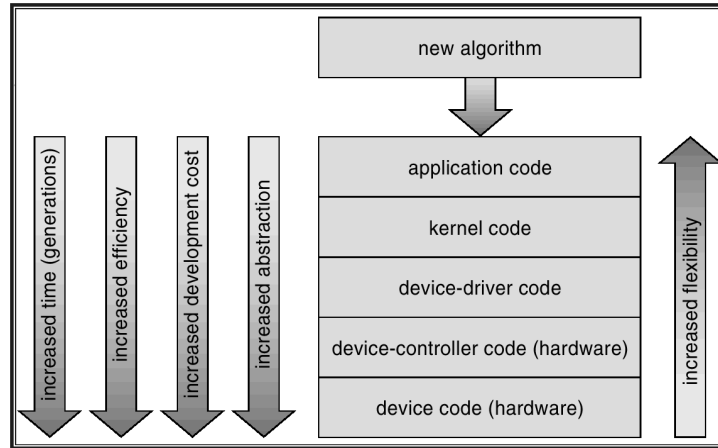 new algorithm
increased time (generations)
increased efficiency
increased development cost
increased abstraction
application code
kernel code
device-driver code
device-controller code (hardware)
device code (hardware)
increased flexibility